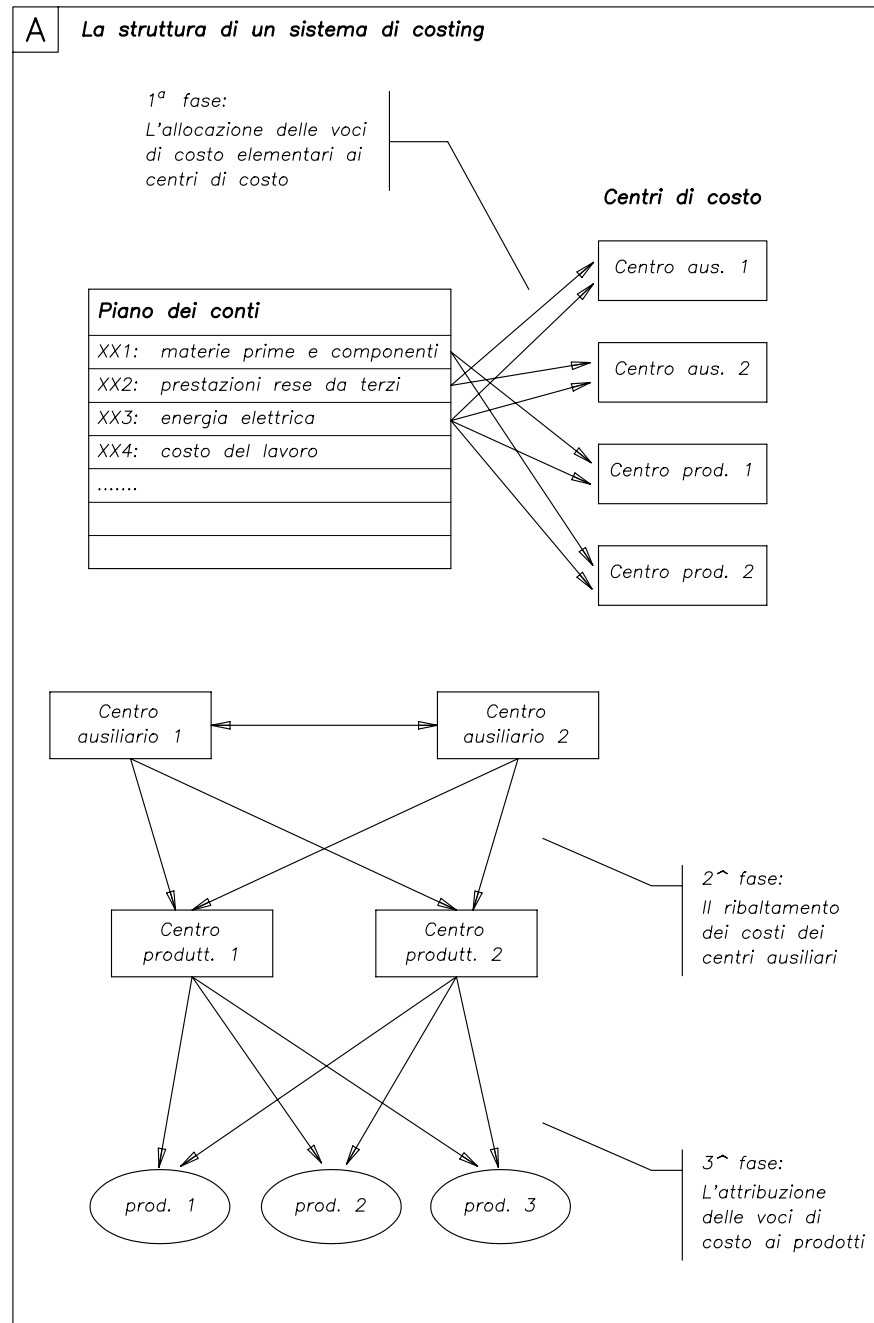 A La struttura di un sistema di costing
1ª fase:
L'allocazione delle voci
di costo elementari ai
centri di costo
Centri di costo
Centro aus. 1
Centro aus. 2
Centro prod. 1
Centro prod. 2
Piano dei conti
XX1: materie prime e componenti
XX2: prestazioni rese da terzi
XX3: energia elettrica
XX4: costo del lavoro
.......
Centro
ausiliario 1
Centro
ausiliario 2
2^ fase:
Il ribaltamento
dei costi dei
centri ausiliari
Centro
produtt. 1
Centro
produtt. 2
3^ fase:
L'attribuzione
delle voci di
costo ai prodotti
prod. 1
prod. 2
prod. 3